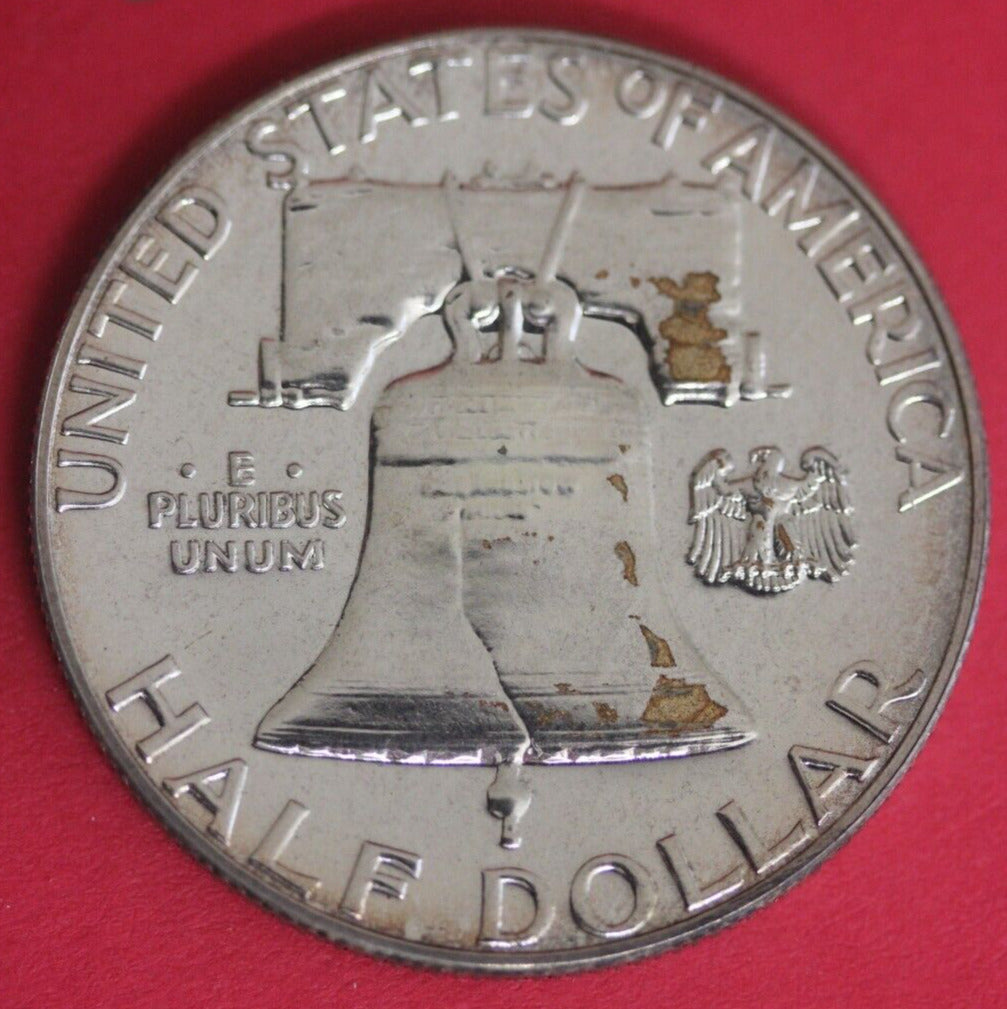 UNITED STATES OF AMERICA
· E ·
PLURIBUS
UNUM
HALF DOLLAR